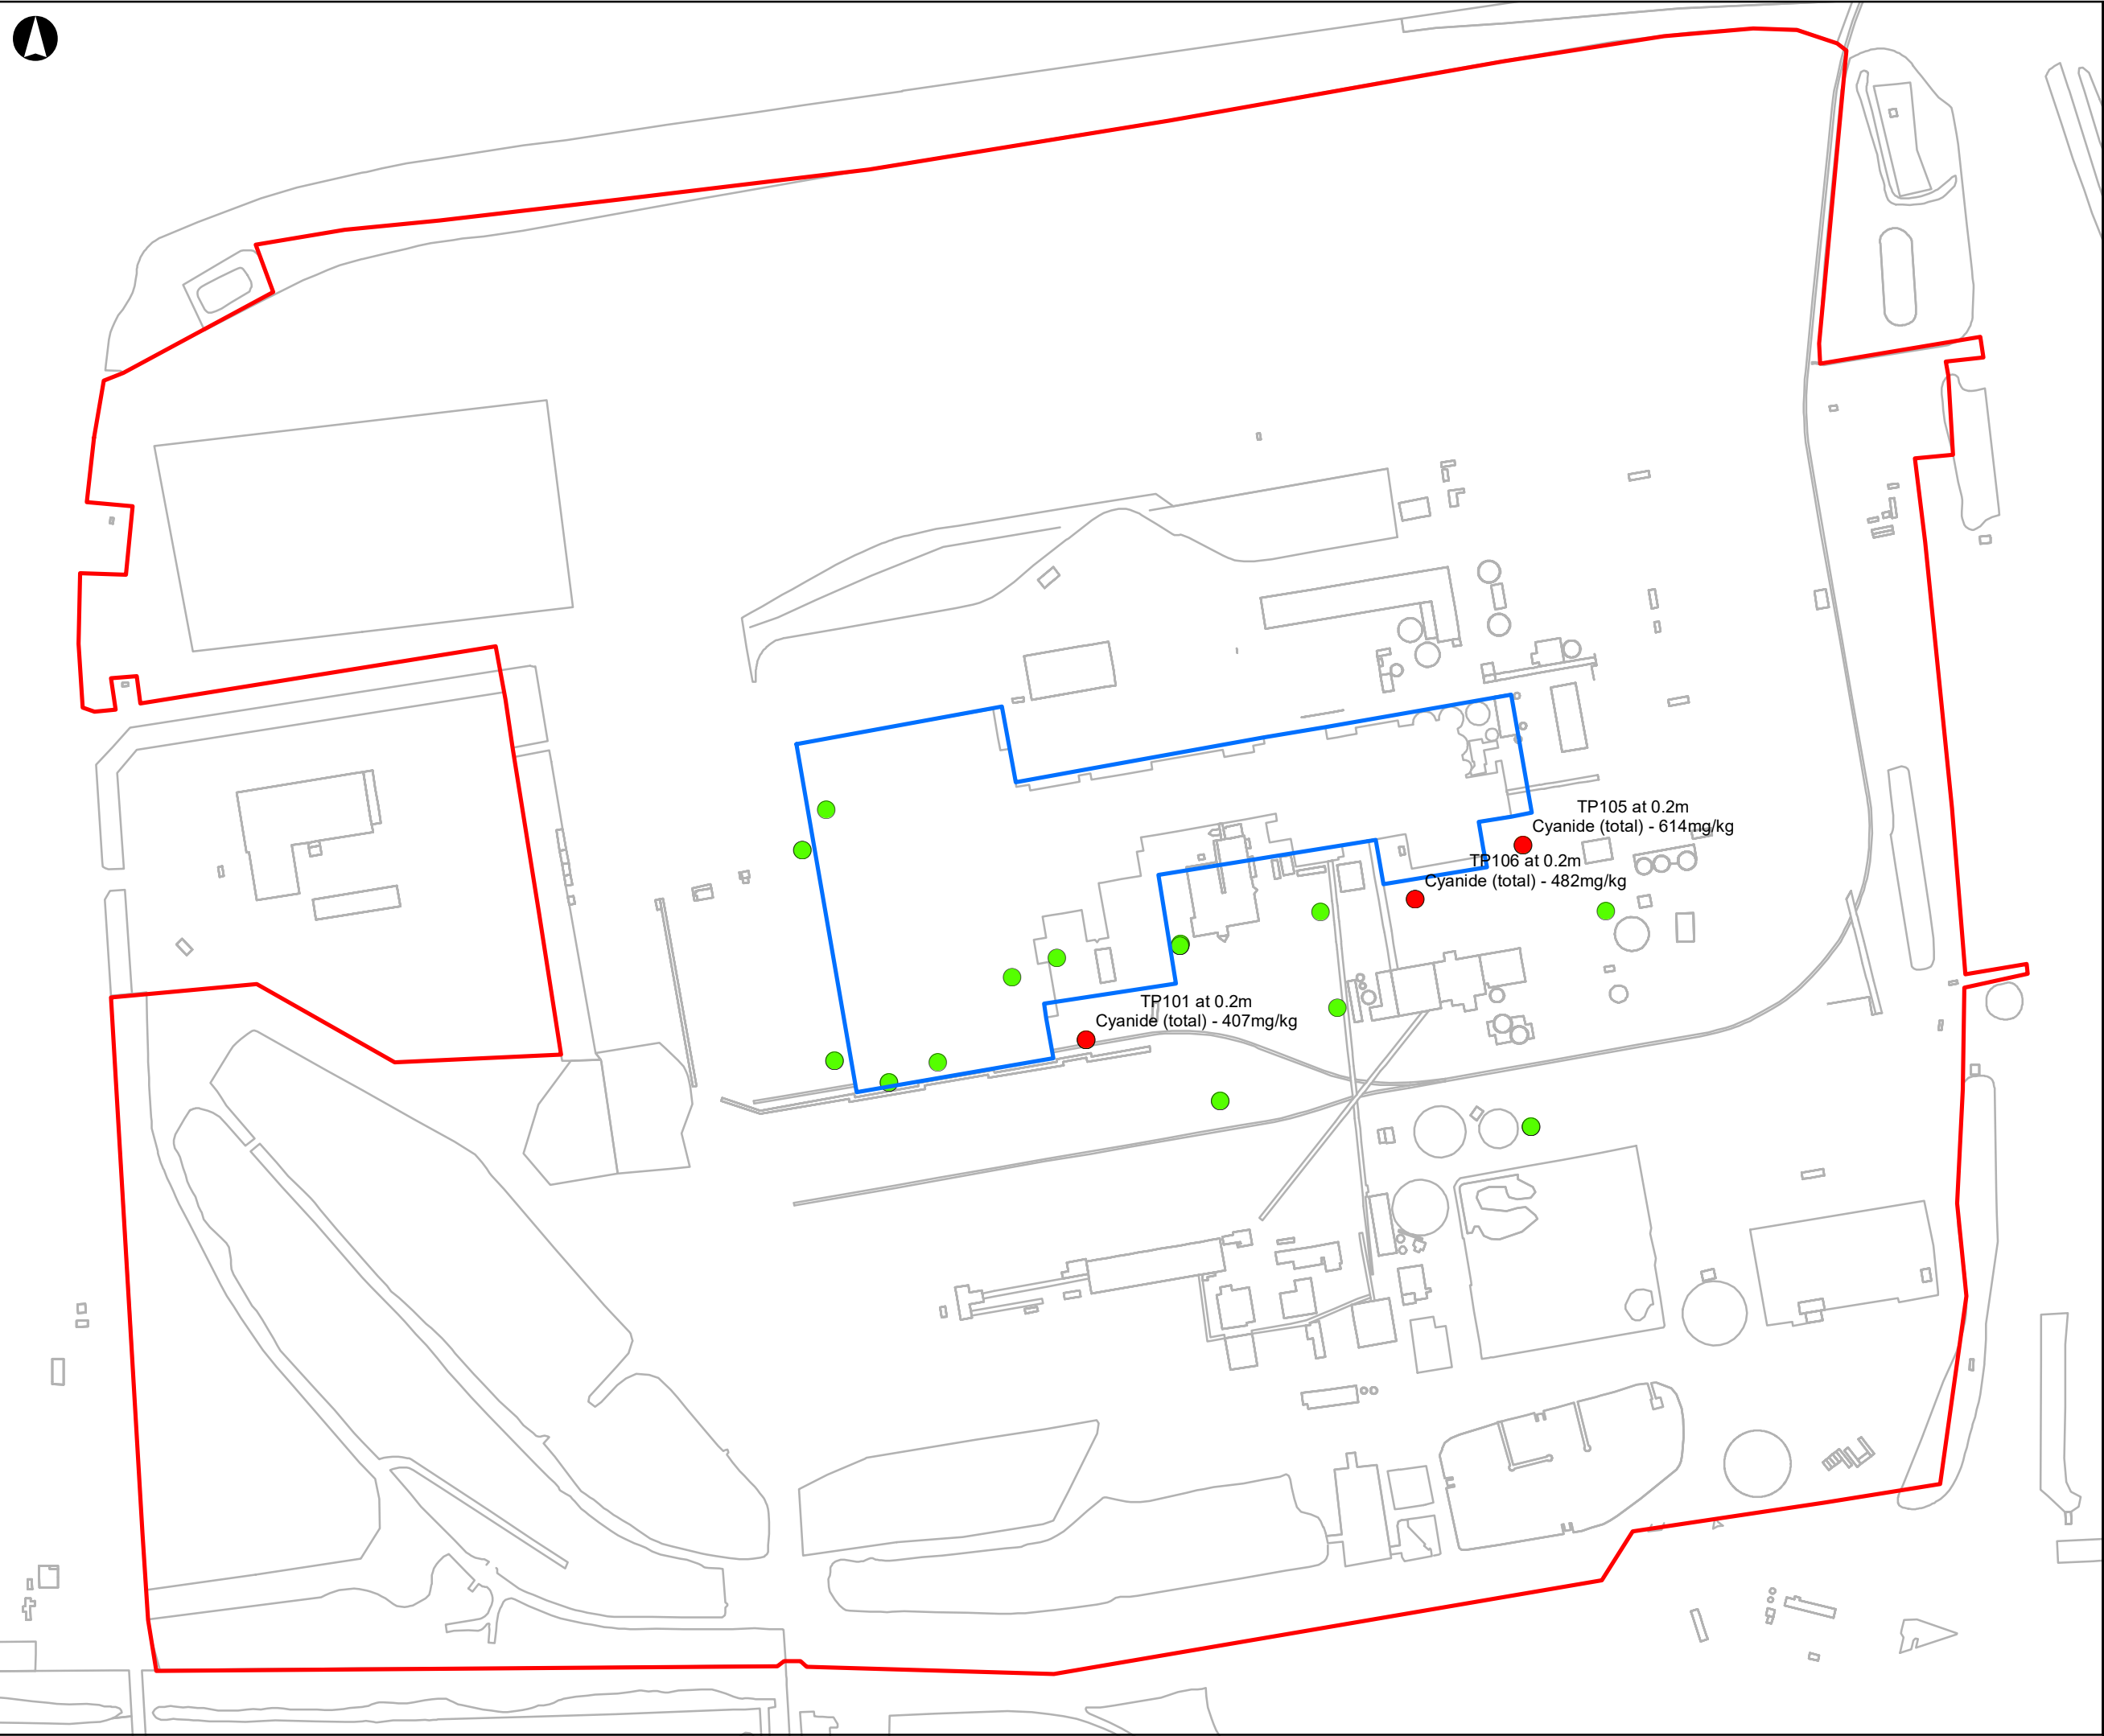 TP105 at 0.2m
Cyanide (total) - 614mg/kg
TP106 at 0.2m
Cyanide (total) - 482mg/kg
TP101 at 0.2m
Cyanide (total) - 407mg/kg